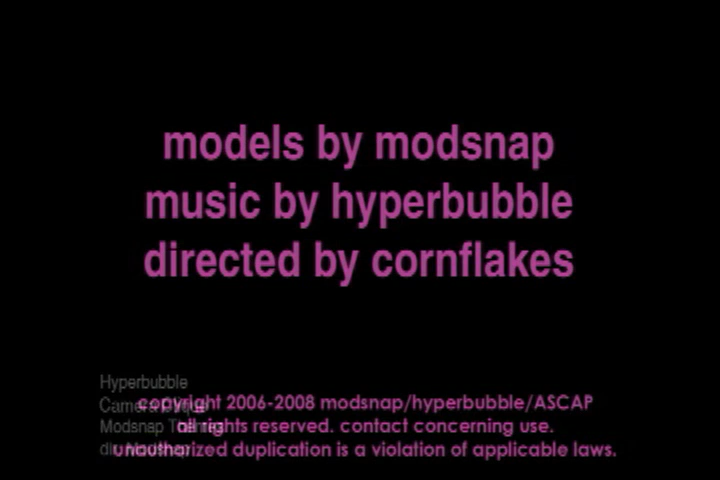 models by modsnap
music by hyperbubble
directed by cornflakes
Hyperbubble
copyright 2006-2008 modsnap/hyperbubble/ASCAP
Modsnap
all rights reserved. contact concerning use.
unauthorized duplication is a violation of applicable laws.